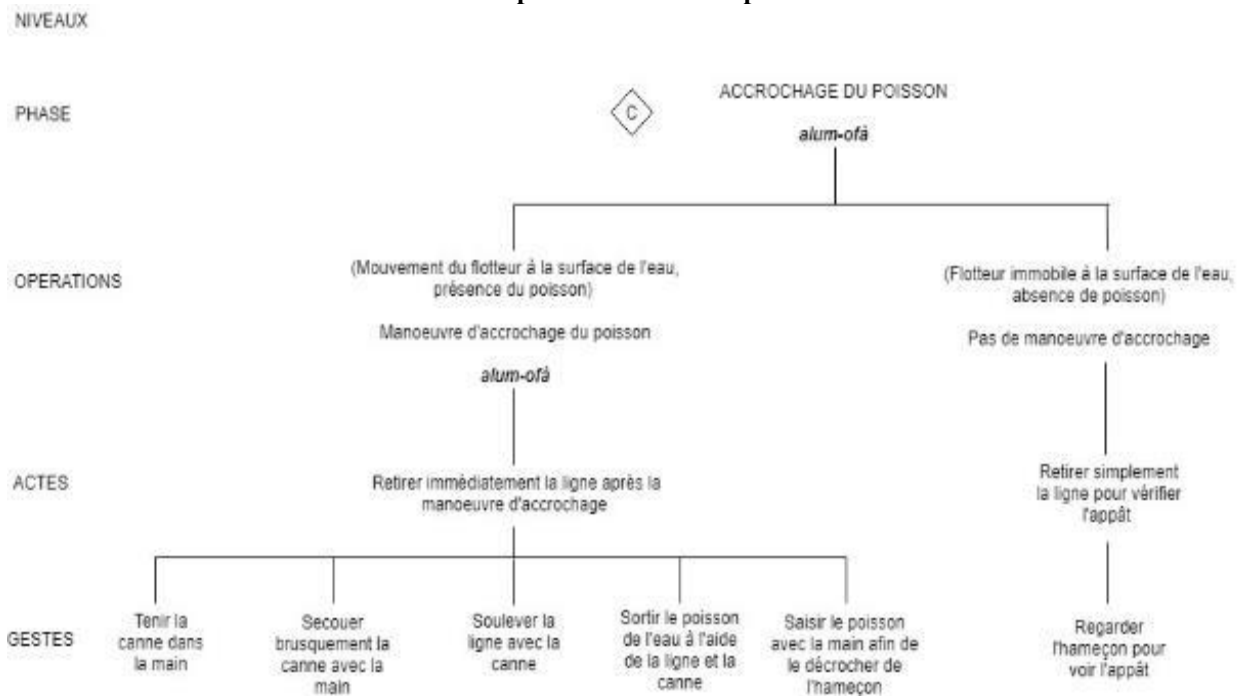 NIVEAUX
PHASE
C
ACCROCHAGE DU POISSON
alum-ofà
OPERATIONS
(Mouvement du flotteur à la surface de l'eau,
présence du poisson)
Manoeuvre d'accrochage du poisson
alum-ofà
(Flotteur immobile à la surface de l'eau,
absence de poisson)
Pas de manoeuvre d'accrochage
ACTES
Retirer immédiatement la ligne après la
manoeuvre d'accrochage
Retirer simplement
la ligne pour vérifier
l'appât
GESTES
Tenir la
canne dans
la main
Secouer
brusquement la
canne avec la
main
Soulever la
ligne avec la
canne
Sortir le poisson
de l'eau à l'aide
de la ligne et la
canne
Saisir le poisson
avec la main afin de
le décrocher de
l'hameçon
Regarder
l'hameçon pour
voir l'appât